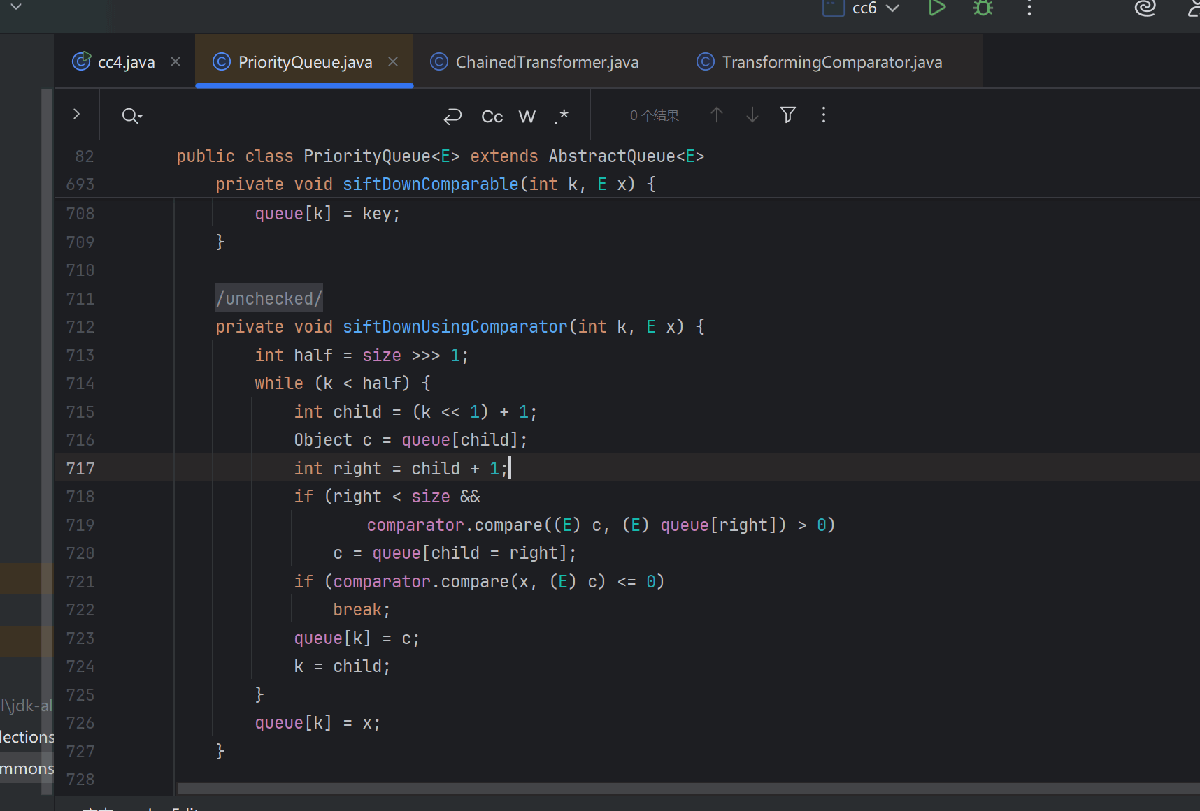 cc6
cc4.java PriorityQueue.java ChainedTransformer.java TransformingComparator.java
Cc W .* 0 个结果
82 public class PriorityQueue<E> extends AbstractQueue<E>
693 private void siftDownComparable(int k, E x) {
708 queue[k] = key;
709 }
710
711 /unchecked/
712 private void siftDownUsingComparator(int k, E x) {
713 int half = size >>> 1;
714 while (k < half) {
715 int child = (k << 1) + 1;
716 Object c = queue[child];
717 int right = child + 1;
718 if (right < size &&
719 comparator.compare((E) c, (E) queue[right]) > 0)
720 c = queue[child = right];
721 if (comparator.compare(x, (E) c) <= 0)
722 break;
723 queue[k] = c;
724 k = child;
725 }
726 queue[k] = x;
727 }
728
l\jdk-al
lections
mmons